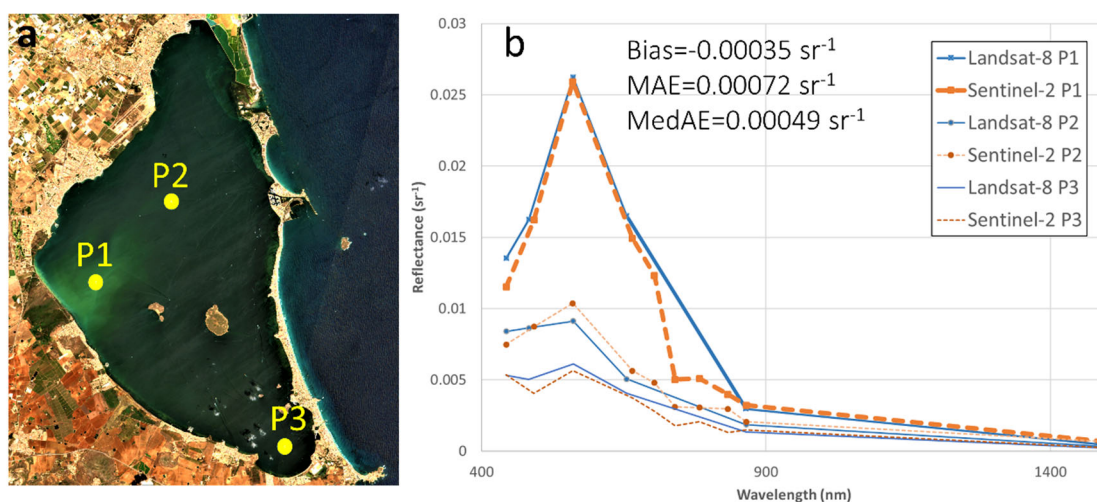 a
P2
P1
P3
b
Bias=-0.00035 sr-1
MAE=0.00072 sr-1
MedAE=0.00049 sr-1
Landsat-8 P1
Sentinel-2 P1
Landsat-8 P2
Sentinel-2 P2
Landsat-8 P3
Sentinel-2 P3
Reflectance (sr-1)
0.03
0.025
0.02
0.015
0.01
0.005
0
400
900
1400
Wavelength (nm)